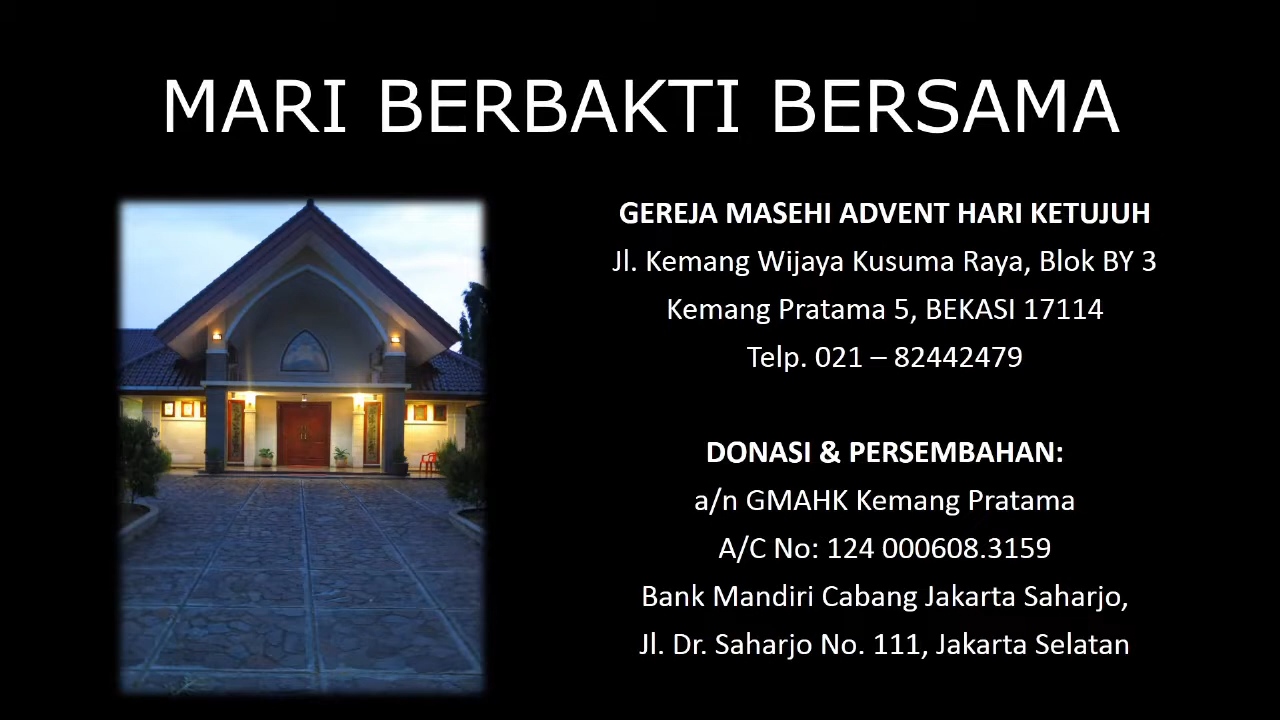 MARI BERBAKTI BERSAMA
GEREJA MASEHI ADVENT HARI KETUJUH
Jl. Kemang Wijaya Kusuma Raya, Blok BY 3
Kemang Pratama 5, BEKASI 17114
Telp. 021 – 82442479
DONASI & PERSEMBAHAN:
a/n GMAHK Kemang Pratama
A/C No: 124 000608.3159
Bank Mandiri Cabang Jakarta Saharjo,
Jl. Dr. Saharjo No. 111, Jakarta Selatan